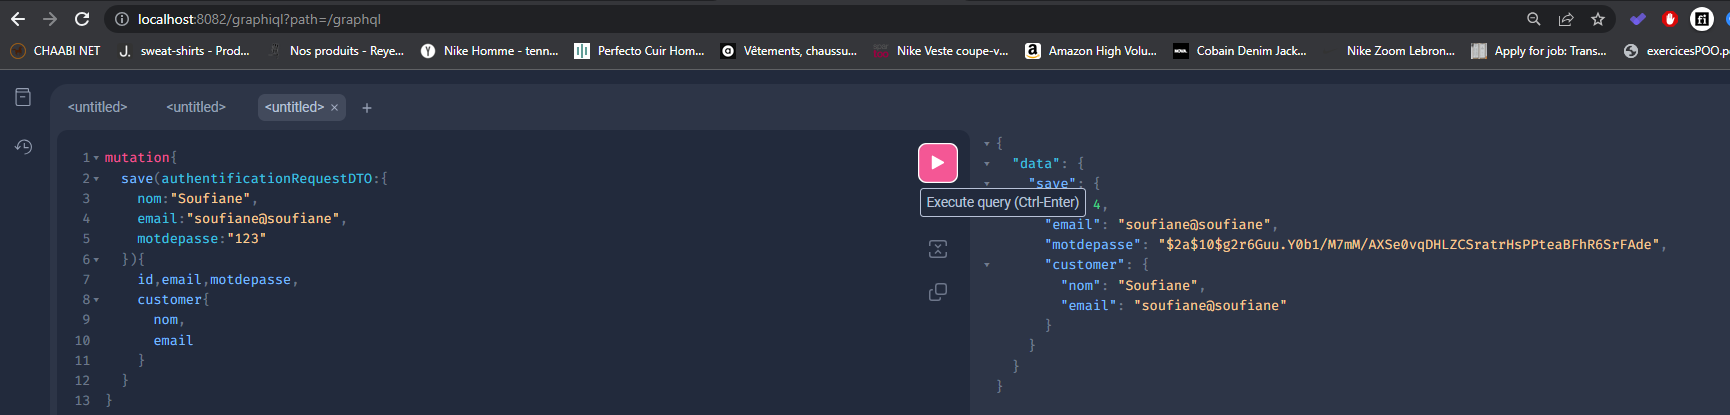 localhost:8082/graphiql?path=/graphql
CHAABI NET J. sweat-shirts - Prod... Nos produits - Reye... Y Nike Homme - tenn... Perfecto Cuir Hom... Vêtements, chaussu... Nike Veste coupe-v... a Amazon High Volu... NOVA. Cobain Denim Jack... Nike Zoom Lebron... Apply for job: Trans... exercicesPOO.p
<untitled> <untitled> <untitled> × +
1 mutation{
2 save(authentificationRequestDTO:{
3 nom:"Soufiane",
4 email:"soufiane@soufiane",
5 motdepasse:"123"
6 }){
7 id,email,motdepasse,
8 customer{
9 nom,
10 email
11 }
12 }
13 }
Execute query (Ctrl-Enter)
{
"data": {
"save": {
4,
"email": "soufiane@soufiane",
"motdepasse": "$2a$10$g2r6Guu.Y0b1/M7mM/AXSe0vqDHLZCSratrHsPPteaBFhR6SrFAde",
"customer": {
"nom": "Soufiane",
"email": "soufiane@soufiane"
}
}
}
}